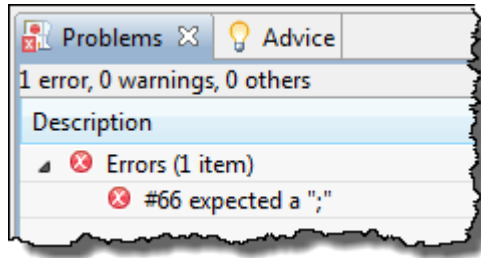 Problems Advice
1 error, 0 warnings, 0 others
Description
Errors (1 item)
#66 expected a ";"